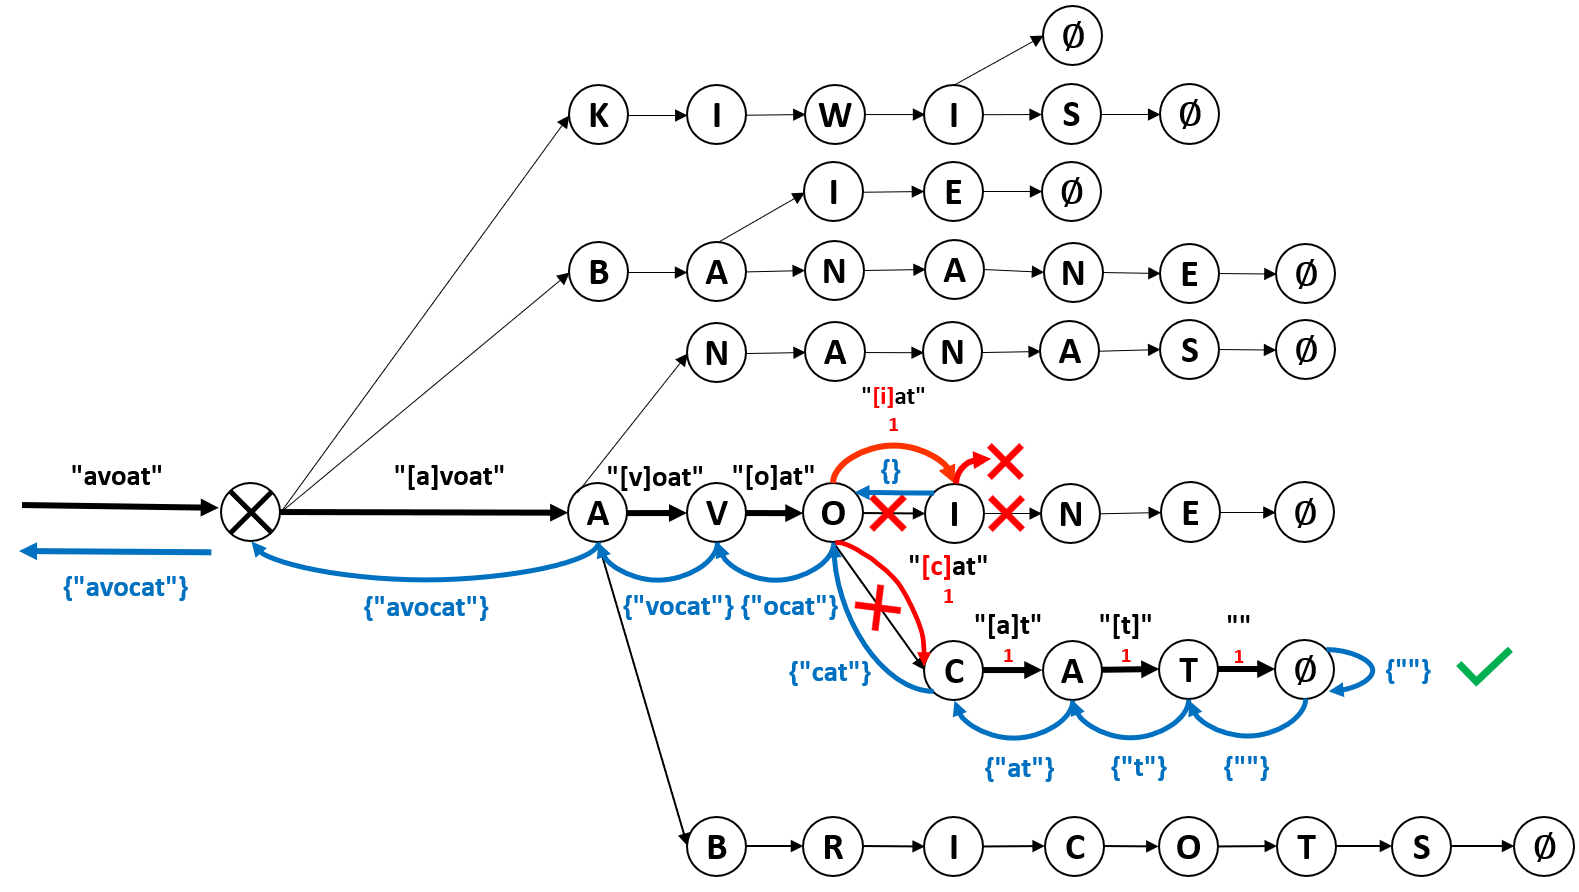 Ø
K I W I S Ø
I E Ø
B A N A N E Ø
N A N A S Ø
"[i]at"
1
"avoat" "[a]voat" "[v]oat" "[o]at" {}
A V O I N E Ø
{"avocat"} {"avocat"} {"vocat"} {"ocat"} "[c]at"
1
"[a]t" "[t]" ""
1 1 1
{"cat"} C A T Ø {""}
{"at"} {"t"} {""}
B R I C O T S Ø